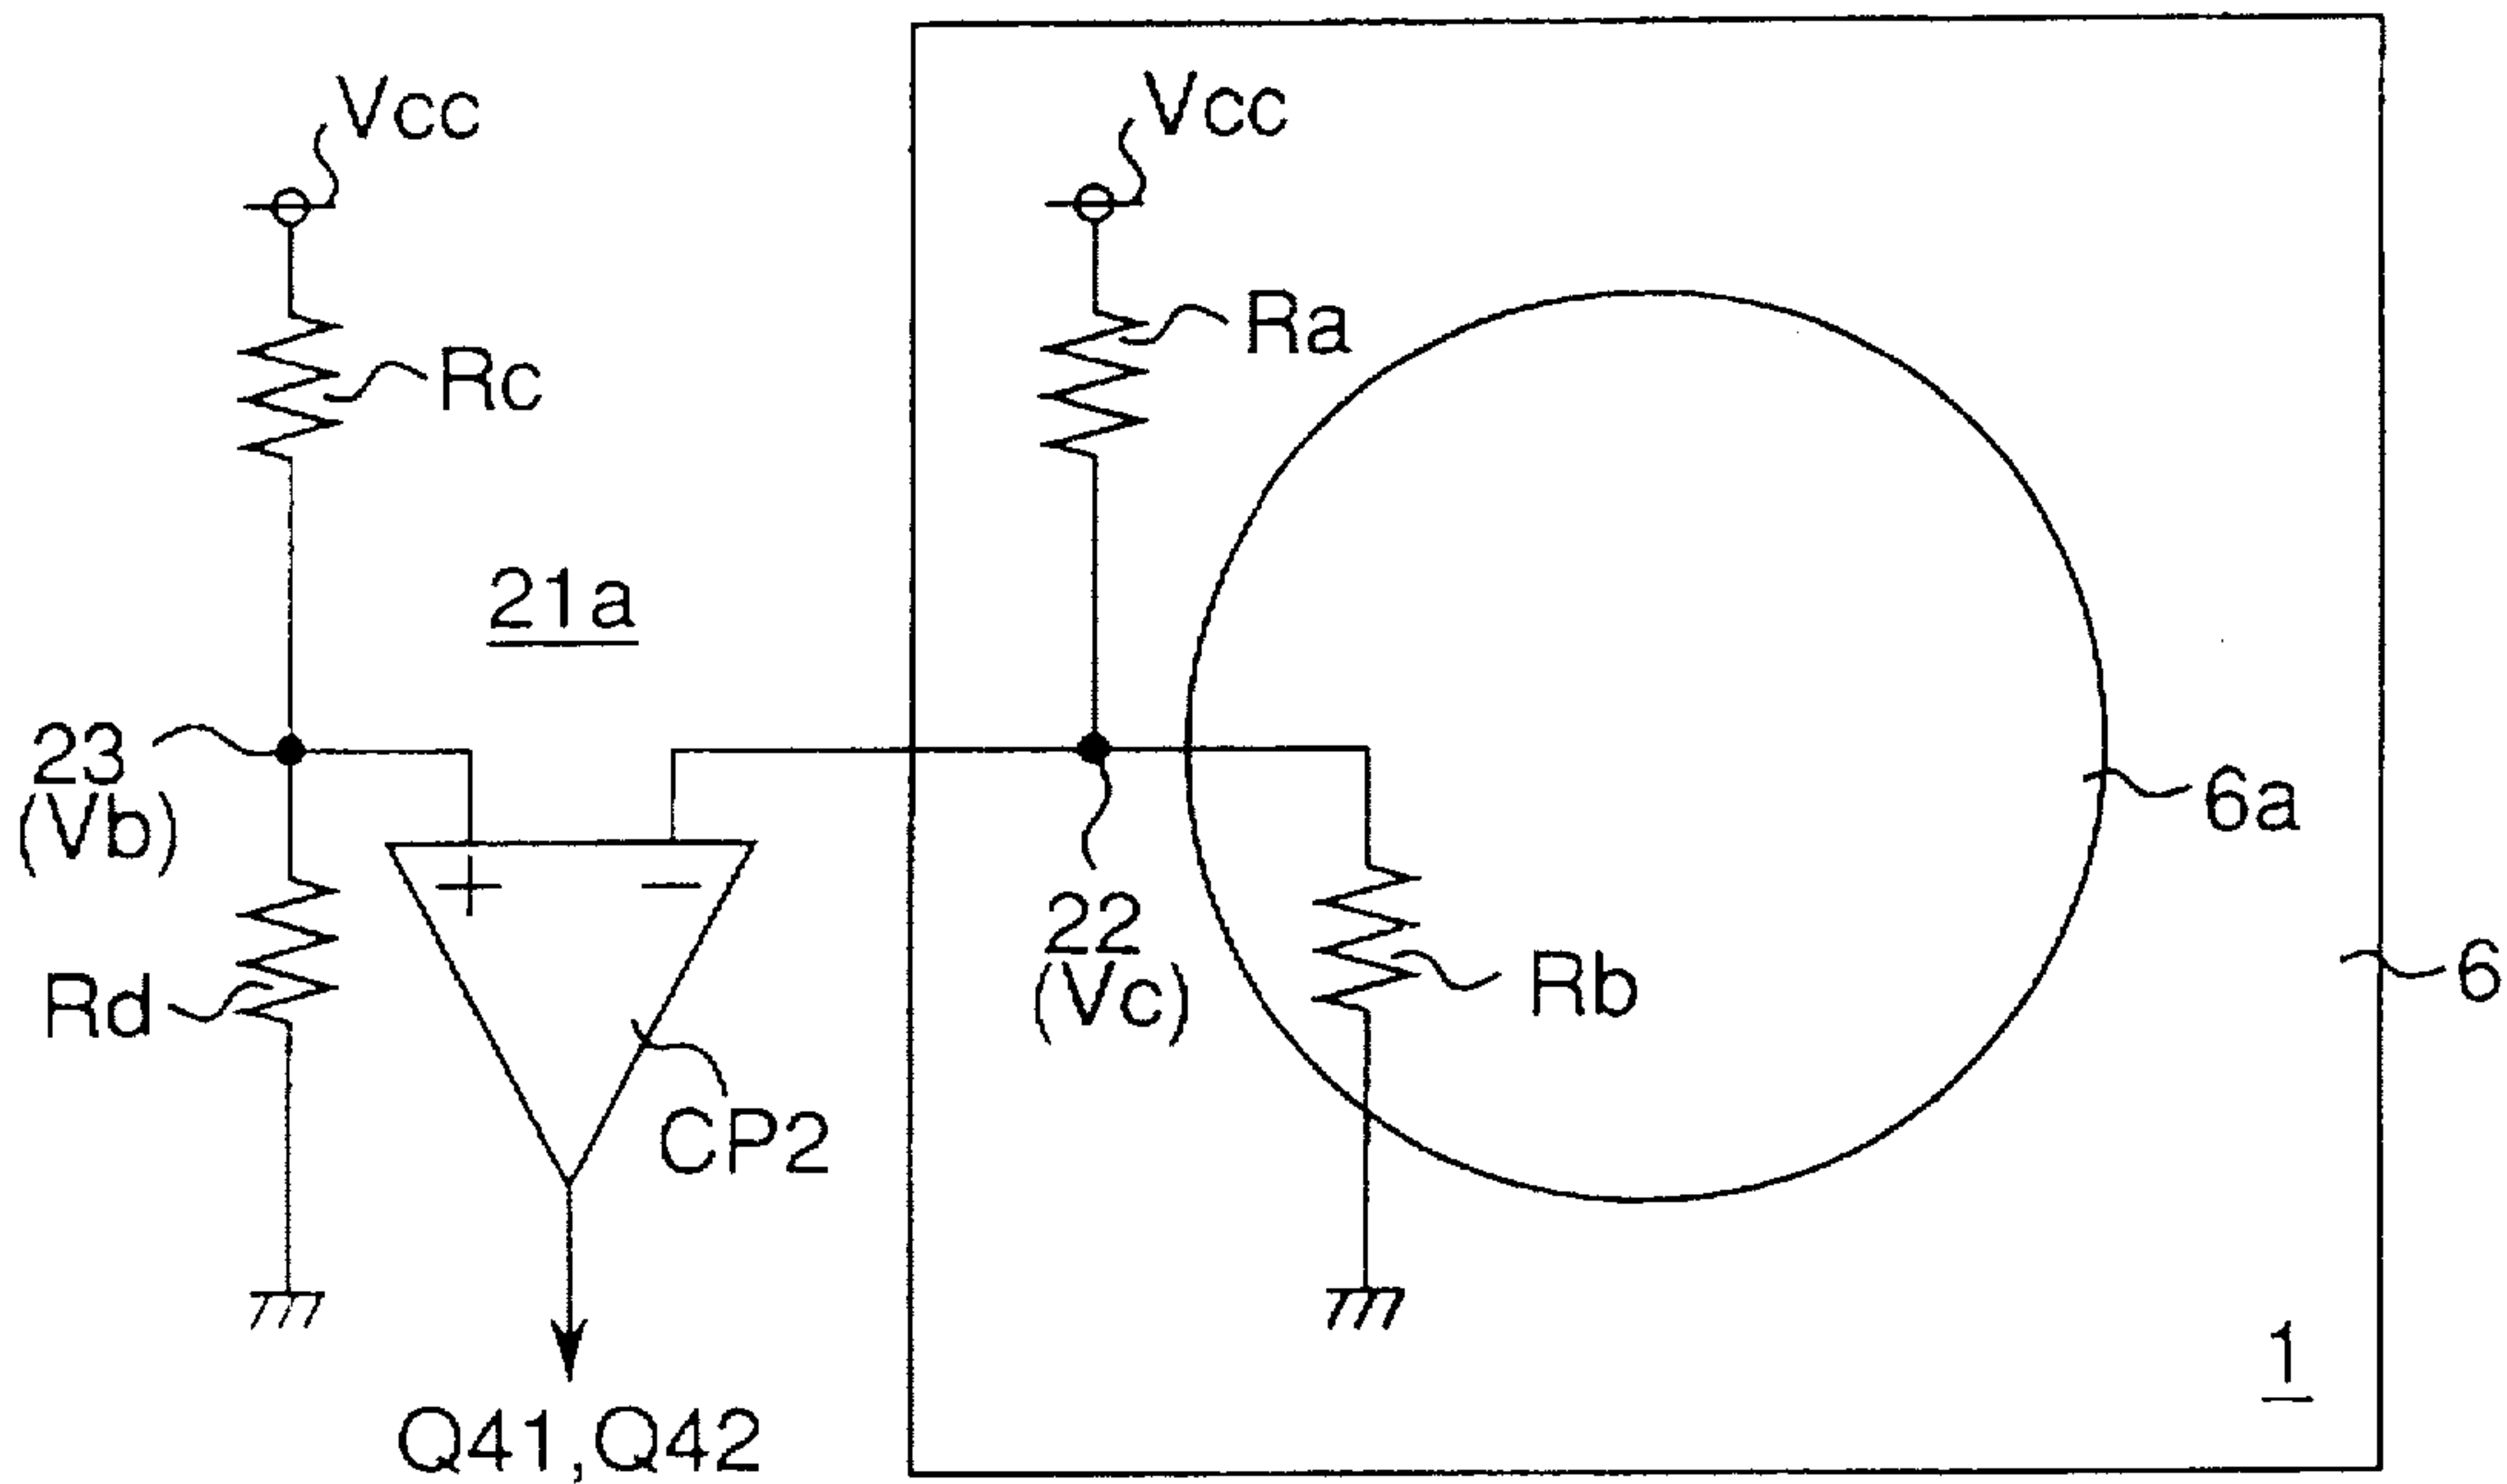 Vcc
Vcc
Ra
Rc
21a
23
(Vb)
6a
22
(Vc)
Rb
6
Rd
+
−
CP2
1
Q41,Q42